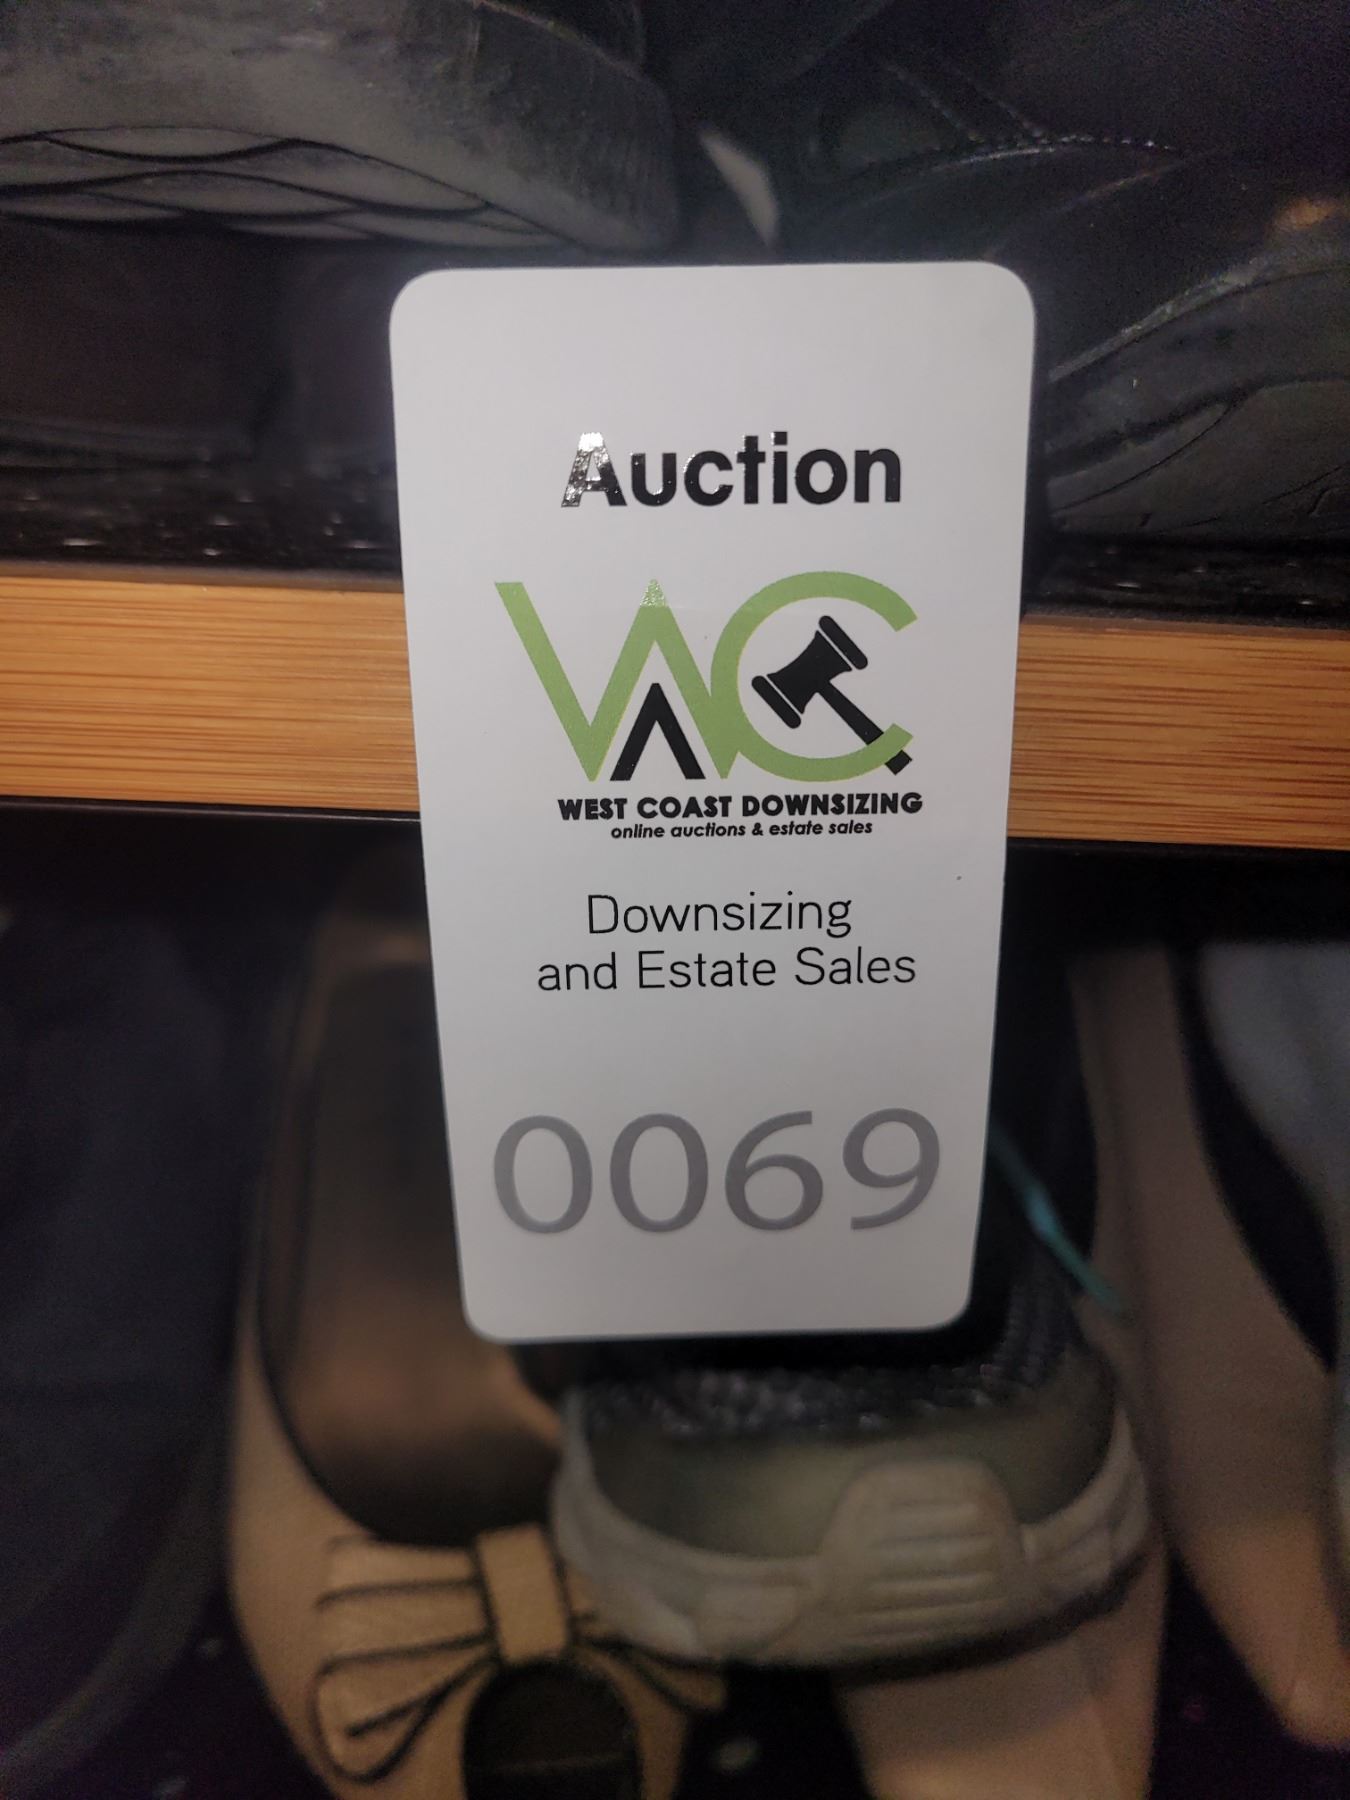 Auction
WC
WEST COAST DOWNSIZING
online auctions & estate sales
Downsizing
and Estate Sales
0069